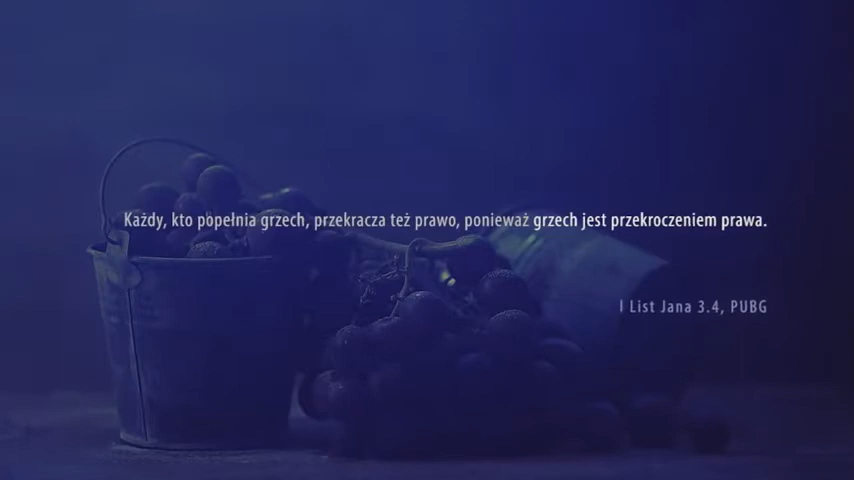 Każdy, kto popełnia grzech, przekracza też prawo, ponieważ grzech jest przekroczeniem prawa.
I List Jana 3.4, PUBG